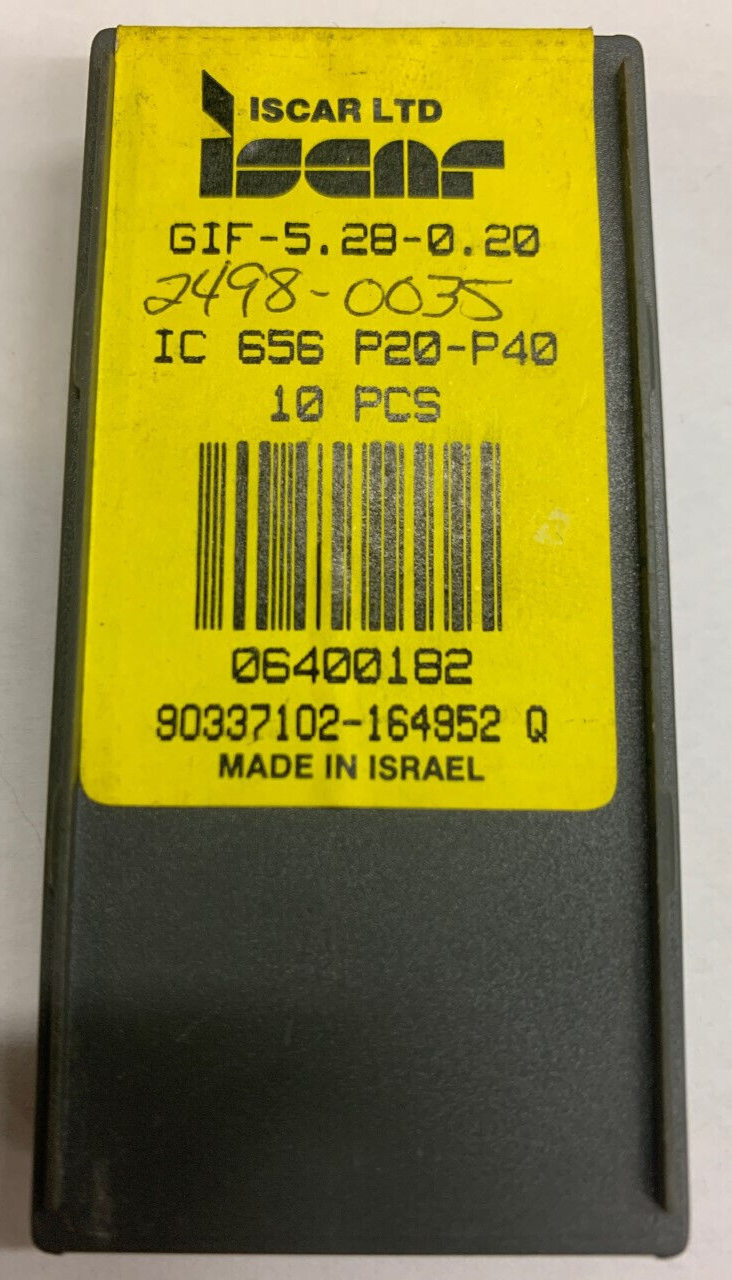 ISCAR LTD
iscar
GIF-5.28-0.20
2498-0035
IC 656 P20-P40
10 PCS
06400182
90337102-164952 Q
MADE IN ISRAEL